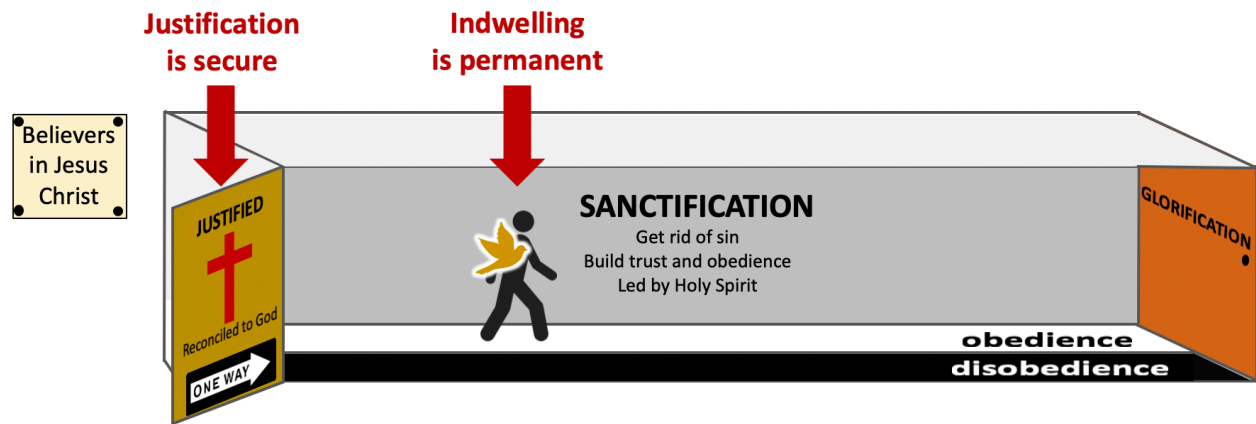 Justification
is secure
Indwelling
is permanent
Believers
in Jesus
Christ
JUSTIFIED
Reconciled to God
ONE WAY
SANCTIFICATION
Get rid of sin
Build trust and obedience
Led by Holy Spirit
GLORIFICATION
obedience
disobedience